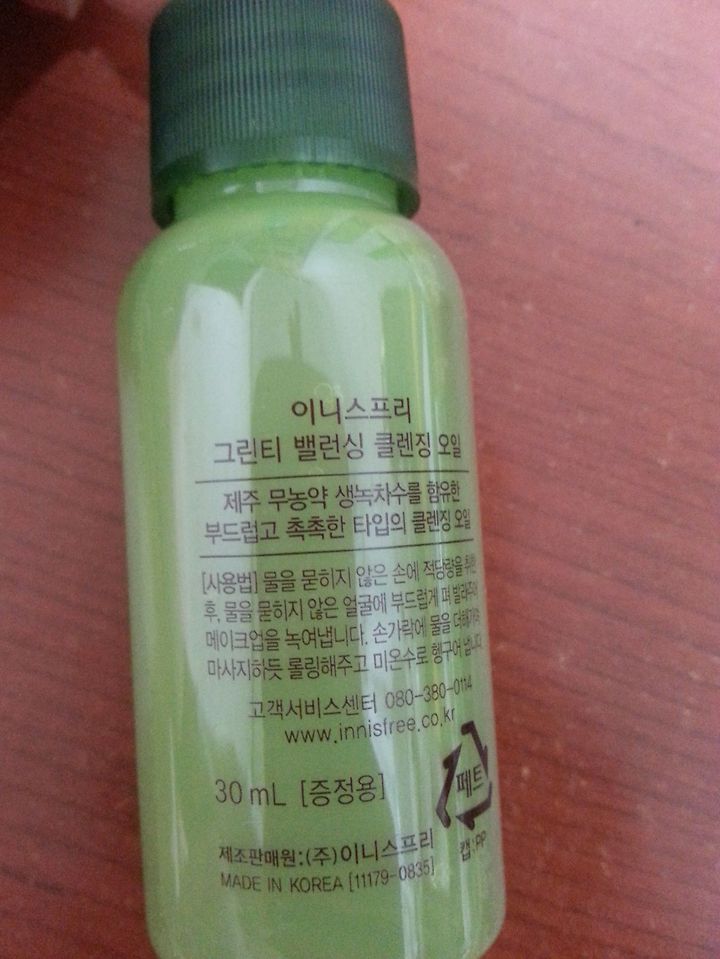 이니스프리
그린티 밸런싱 클렌징 오일
제주 무농약 생녹차수를 함유한
부드럽고 촉촉한 타입의 클렌징 오일
[사용법] 물을 묻히지 않은 손에 적당량을 취한
후, 물을 묻히지 않은 얼굴에 부드럽게 펴 발라주어
메이크업을 녹여냅니다. 손가락에 물을 더해가며
마사지하듯 롤링해주고 미온수로 헹구어 냅니다.
고객서비스센터 080-380-0114
www.innisfree.co.kr
페트
30 mL [증정용]
캡:PP
제조판매원:(주)이니스프리
MADE IN KOREA [11179-0835]